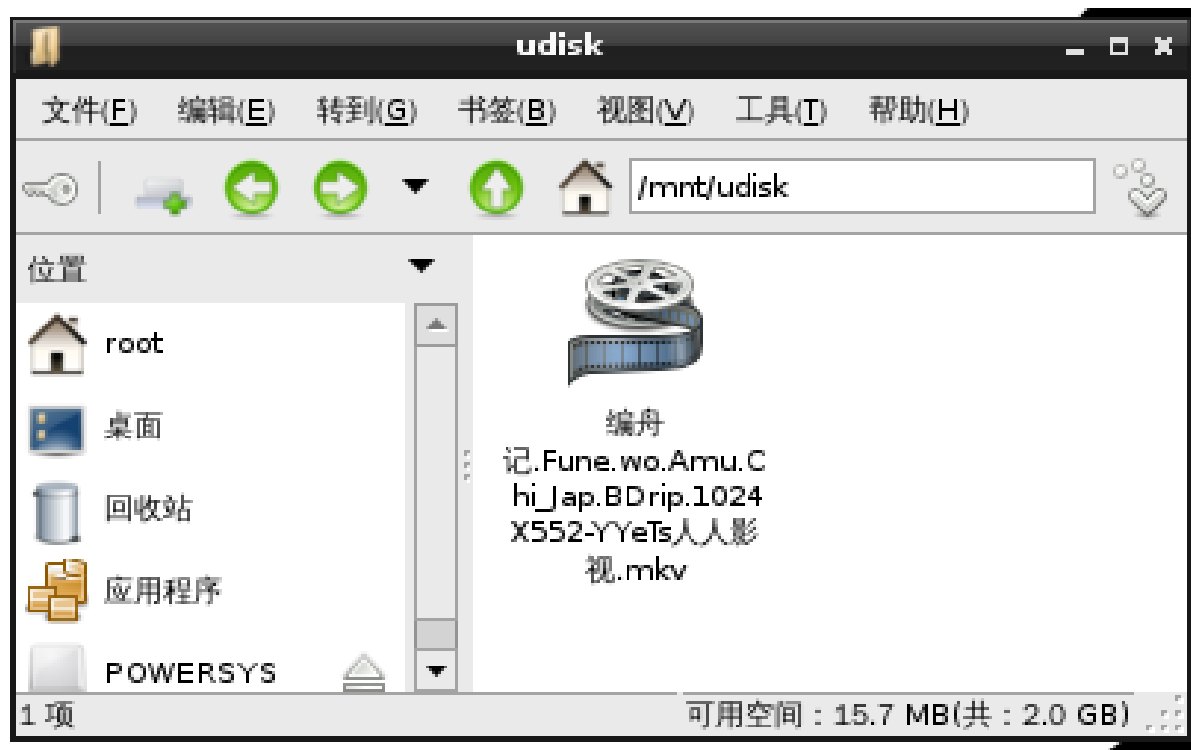 udisk
文件(F) 编辑(E) 转到(G) 书签(B) 视图(V) 工具(T) 帮助(H)
/mnt/udisk
位置
root
桌面
回收站
应用程序
POWERSYS
编舟
记.Fune.wo.Amu.C
hi_Jap.BDrip.1024
X552-YYeTs人人影
视.mkv
1 项
可用空间：15.7 MB(共：2.0 GB)